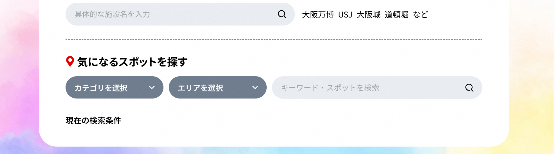 具体的な施設名を入力
大阪万博 USJ 大阪城 道頓堀 など
気になるスポットを探す
カテゴリを選択
エリアを選択
キーワード・スポットを検索
現在の検索条件